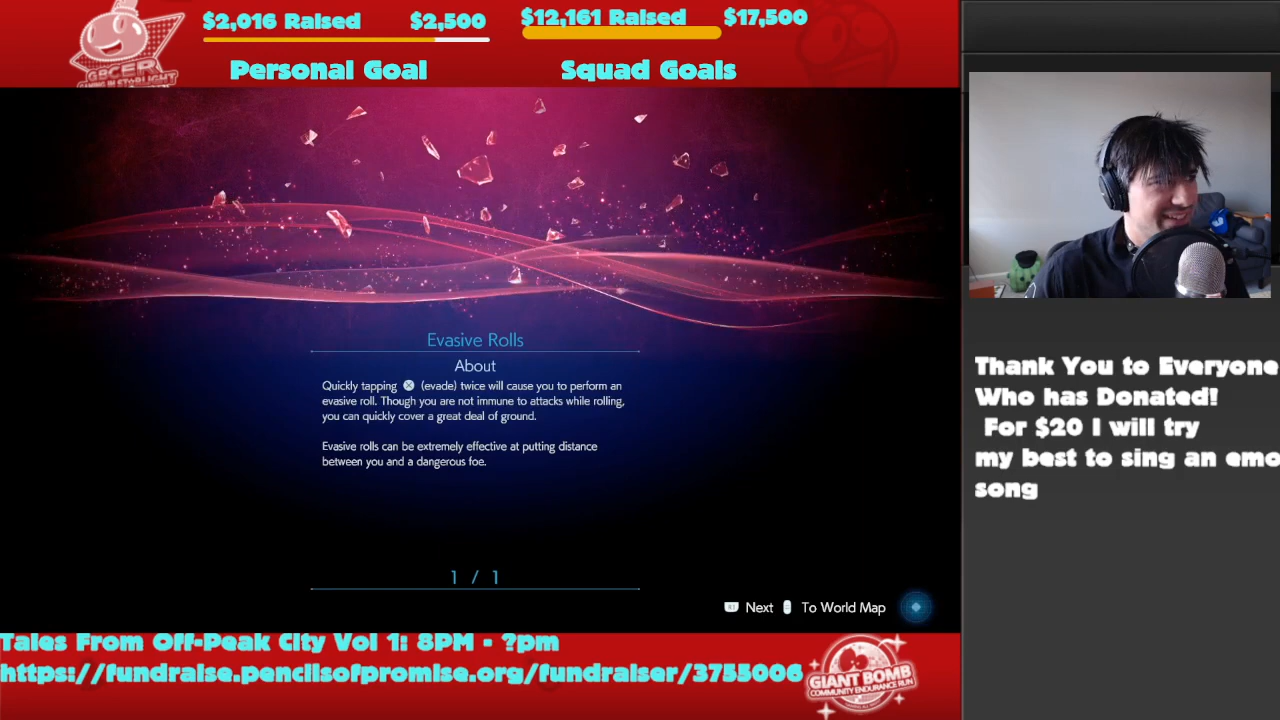 $2,016 Raised $2,500 $12,161 Raised $17,500
Personal Goal Squad Goals
GBCER
GAMING IN STARLIGHT
Evasive Rolls
About
Quickly tapping ⊗ (evade) twice will cause you to perform an
evasive roll. Though you are not immune to attacks while rolling,
you can quickly cover a great deal of ground.
Evasive rolls can be extremely effective at putting distance
between you and a dangerous foe.
1 / 1
Next To World Map
Thank You to Everyone
Who has Donated!
For $20 I will try
my best to sing an emo
song
Tales From Off-Peak City Vol 1: 8PM - ?pm
https://fundraise.pencilsofpromise.org/fundraiser/3755006
GIANT BOMB
COMMUNITY ENDURANCE RUN